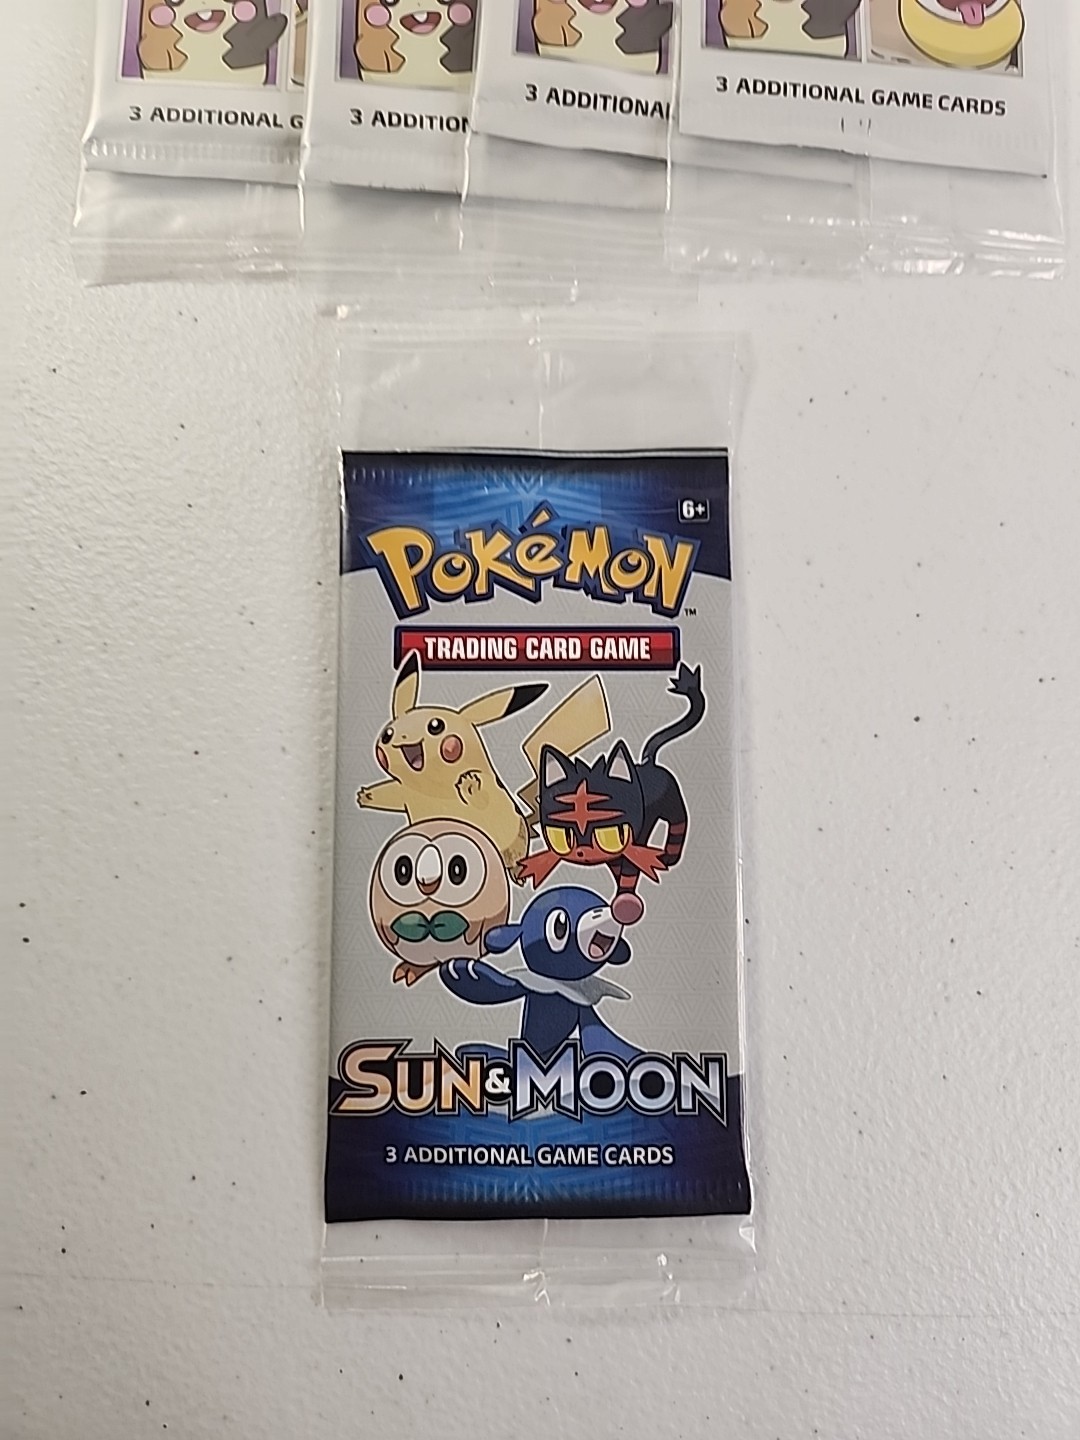 3 ADDITIONAL G
3 ADDITION
3 ADDITIONAL
3 ADDITIONAL GAME CARDS
6+
POKéMON
™
TRADING CARD GAME
SUN & MOON
3 ADDITIONAL GAME CARDS